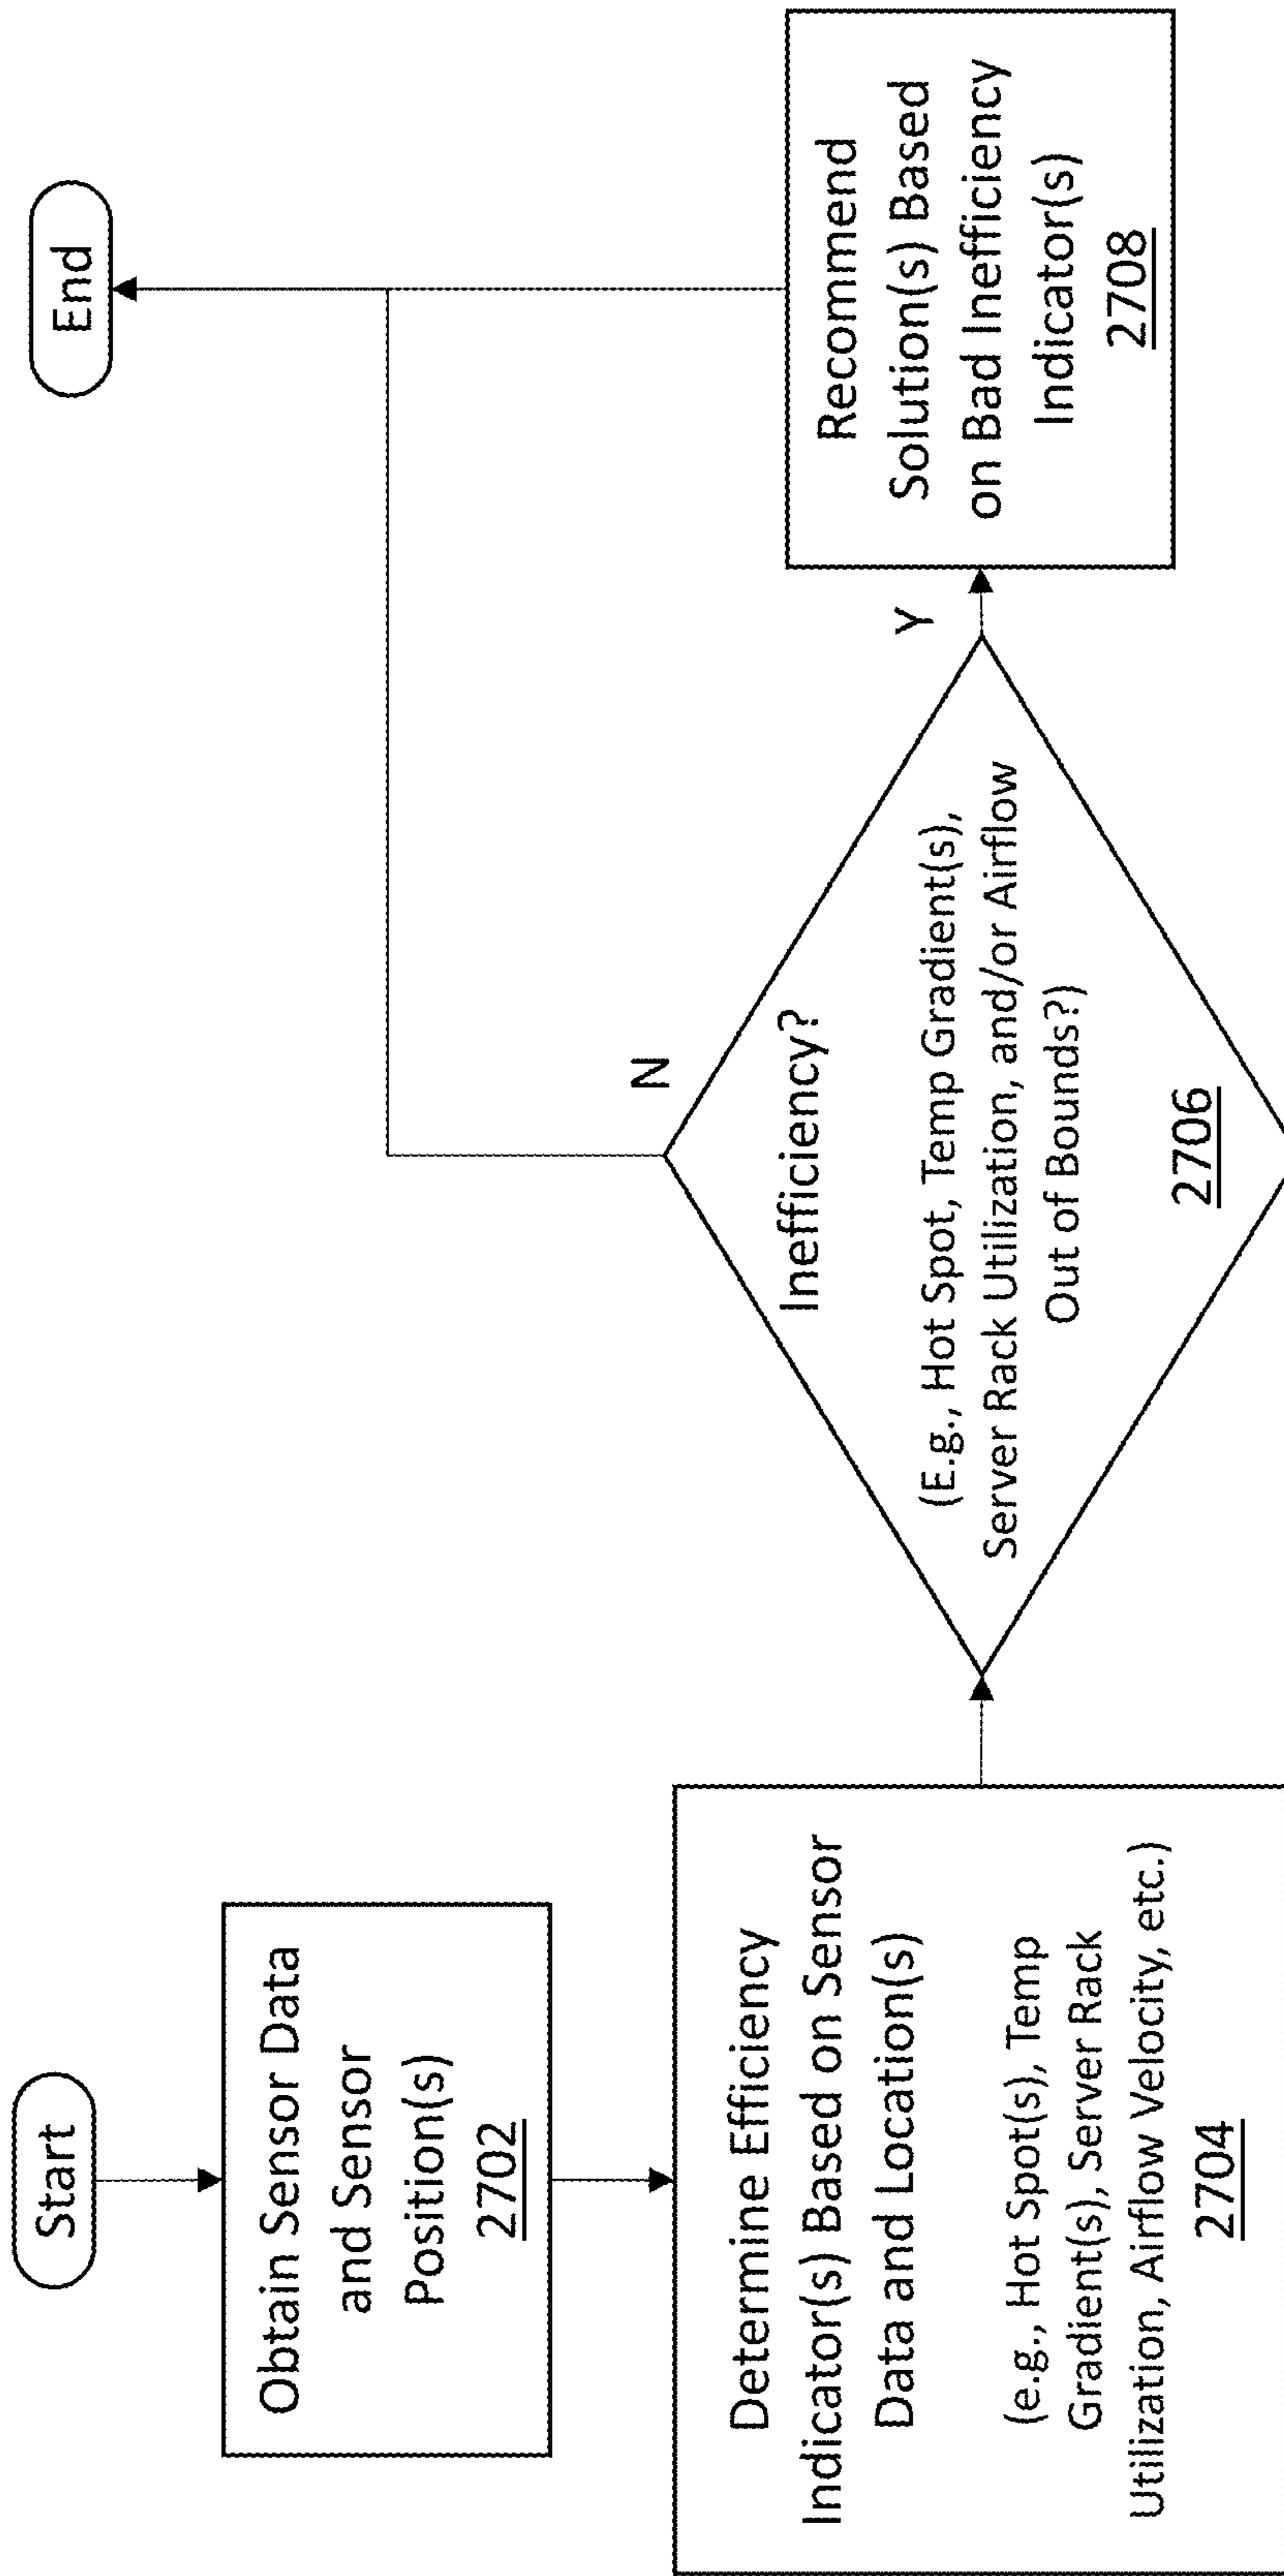 Start
Obtain Sensor Data
and Sensor
Position(s)
2702
Determine Efficiency
Indicator(s) Based on Sensor
Data and Location(s)
(e.g., Hot Spot(s), Temp
Gradient(s), Server Rack
Utilization, Airflow Velocity, etc.)
2704
Inefficiency?
(E.g., Hot Spot, Temp Gradient(s),
Server Rack Utilization, and/or Airflow
Out of Bounds?)
2706
N
Y
Recommend
Solution(s) Based
on Bad Inefficiency
Indicator(s)
2708
End